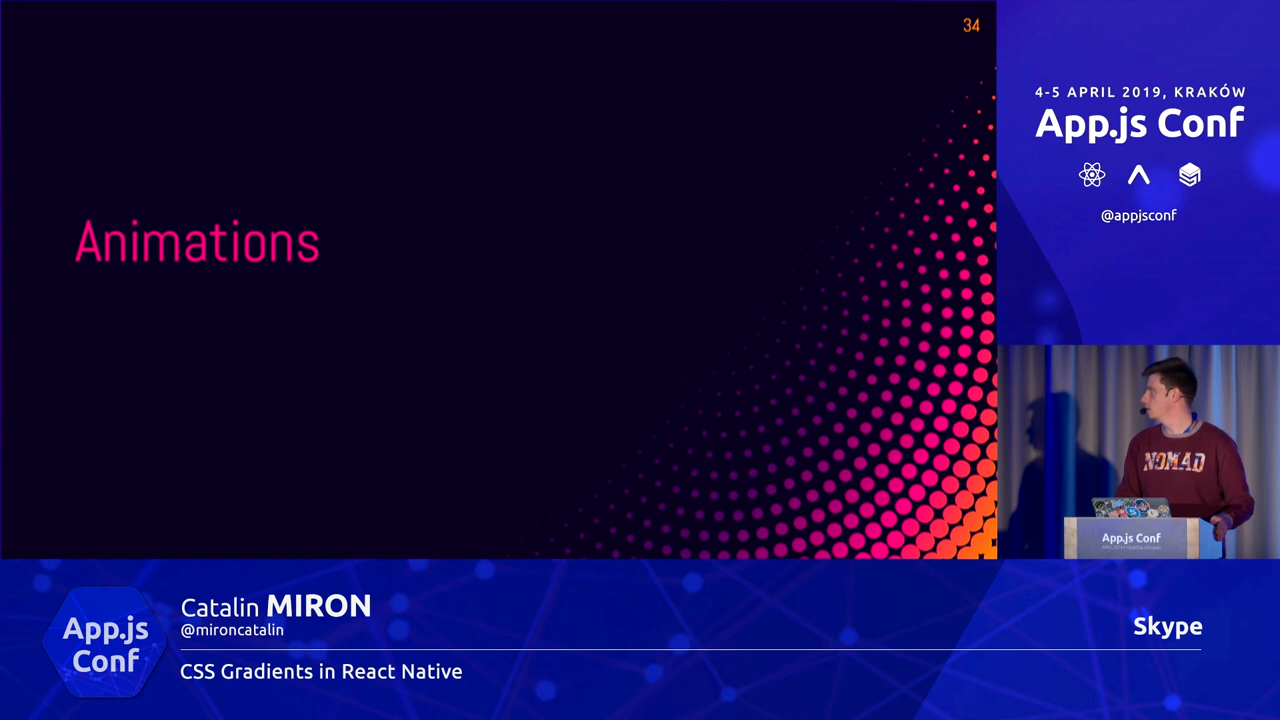 34
Animations
4-5 APRIL 2019, KRAKÓW
App.js Conf
@appjsconf
NOMAD
App.js Conf
App.js
Conf
Catalin MIRON
@mironcatalin
CSS Gradients in React Native
Skype